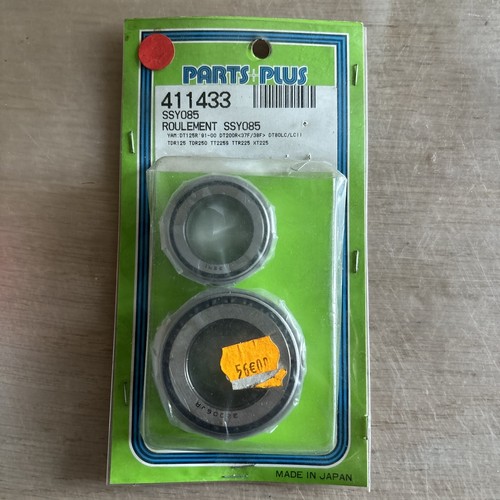 PARTS+PLUS
411433
SSY085
ROULEMENT SSY085
YAM DT125R'91-00 DT200R<37F/38F> DT80LC/LCII
TDR125 TDR250 TT225S TTR225 XT225
56€00
MADE IN JAPAN